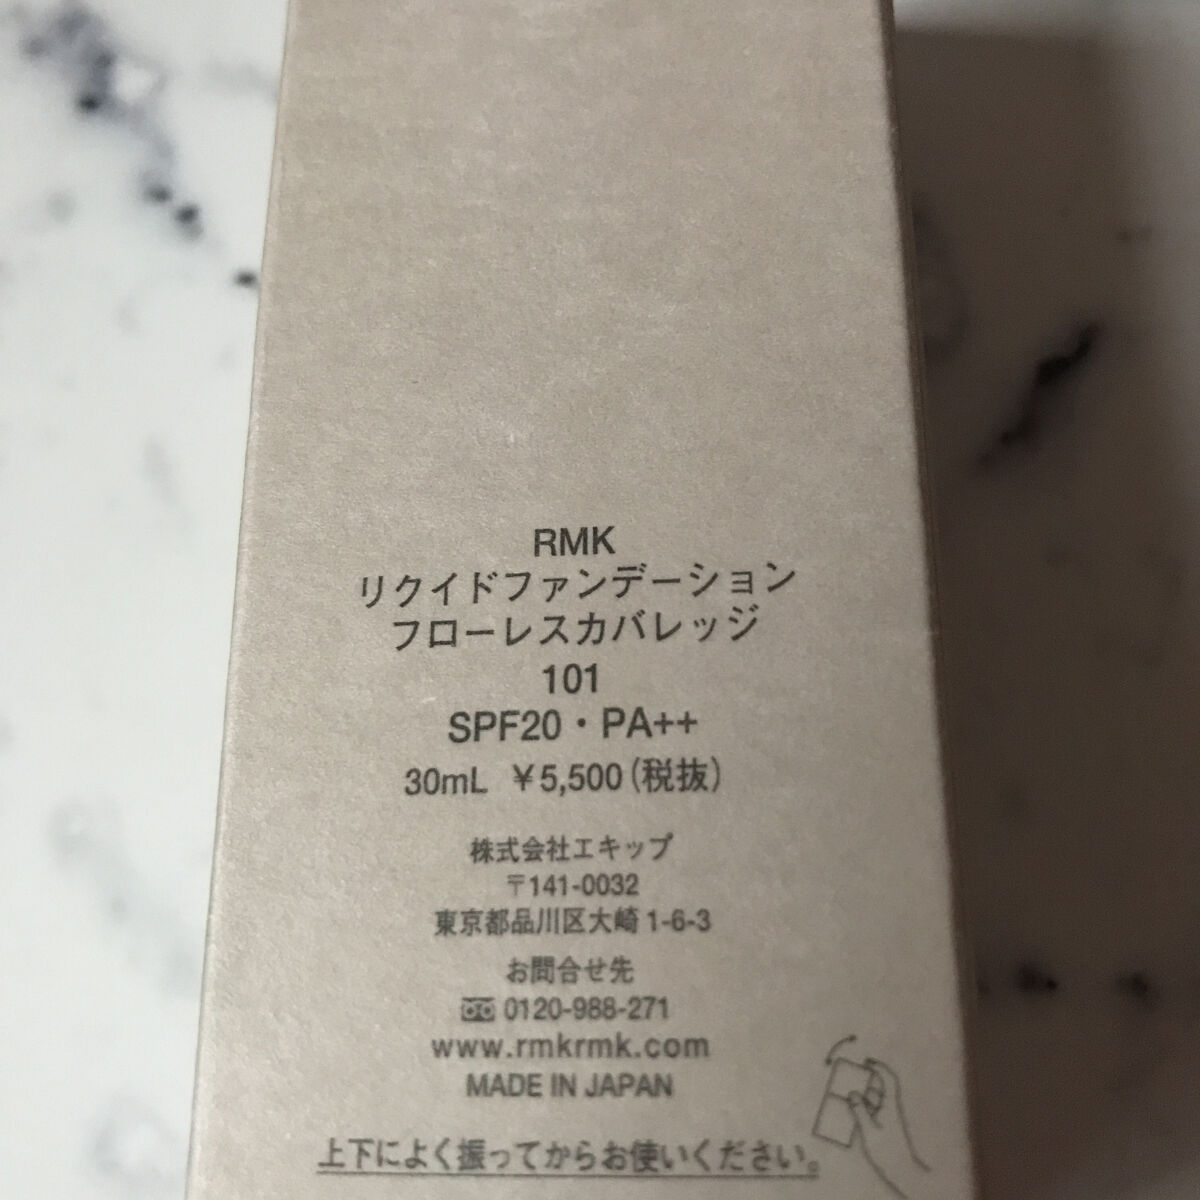 RMK
リクイドファンデーション
フローレスカバレッジ
101
SPF20・PA++
30mL ￥5,500(税抜)
株式会社エキップ
〒141-0032
東京都品川区大崎1-6-3
お問合せ先
0120-988-271
www.rmkrmk.com
MADE IN JAPAN
上下によく振ってからお使いください。